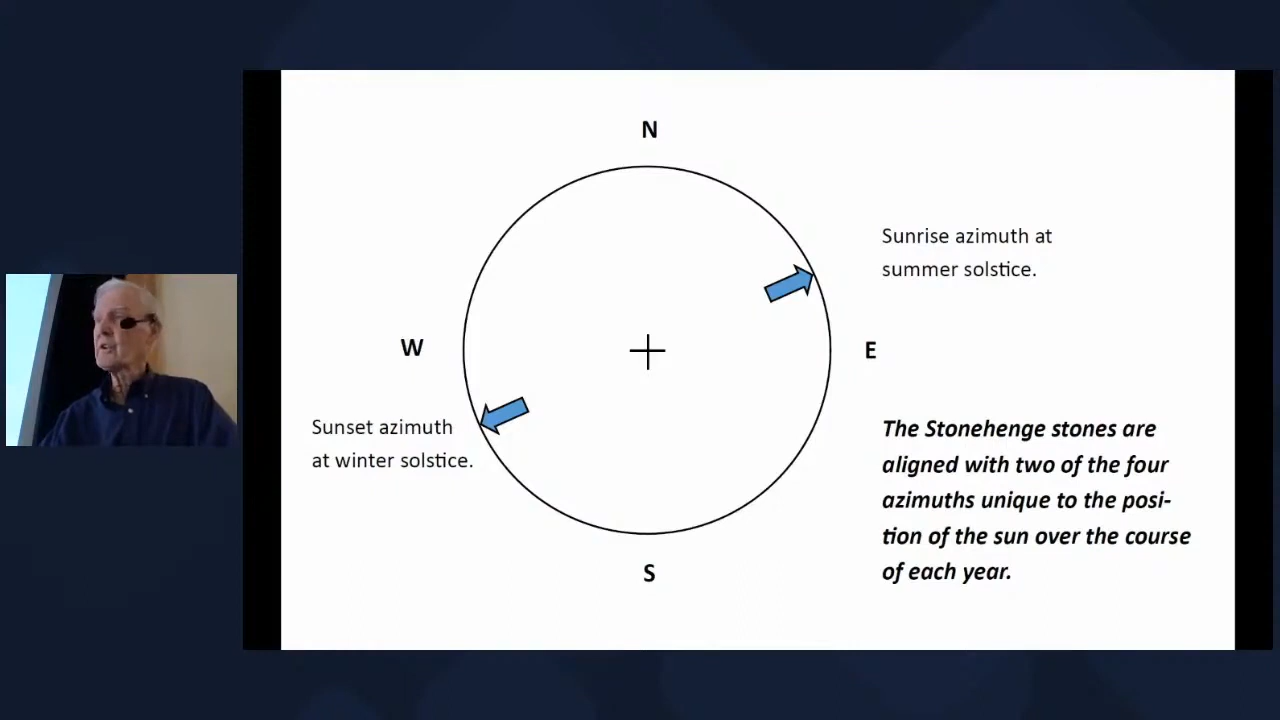 N
Sunrise azimuth at
summer solstice.
W
E
Sunset azimuth
at winter solstice.
The Stonehenge stones are
aligned with two of the four
azimuths unique to the posi-
tion of the sun over the course
of each year.
S